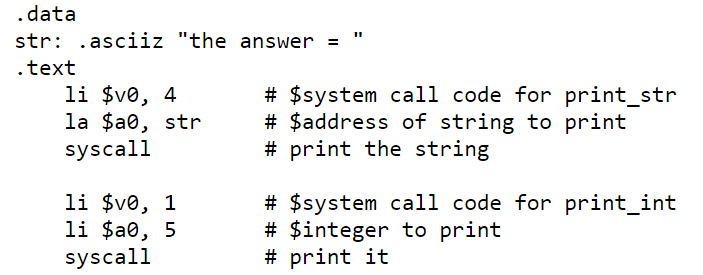 .data
str: .asciiz "the answer = "
.text
li $v0, 4 # $system call code for print_str
la $a0, str # $address of string to print
syscall # print the string
li $v0, 1 # $system call code for print_int
li $a0, 5 # $integer to print
syscall # print it